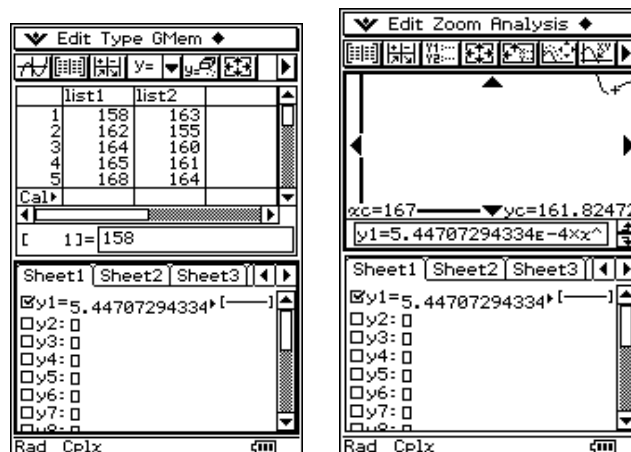 Edit Type GMem
y=
list1 list2
1 158 163
2 162 155
3 164 160
4 165 161
5 168 164
Cal
[ 1]= 158
Sheet1 Sheet2 Sheet3
y1=5.44707294334 [—]
y2:
y3:
y4:
y5:
y6:
y7:
Rad Cplx
Edit Zoom Analysis
Y1:
Y2:
xc=167 yc=161.82472
y1=5.44707294334E-4×x^
Sheet1 Sheet2 Sheet3
y1=5.44707294334 [—]
y2:
y3:
y4:
y5:
y6:
y7:
Rad Cplx